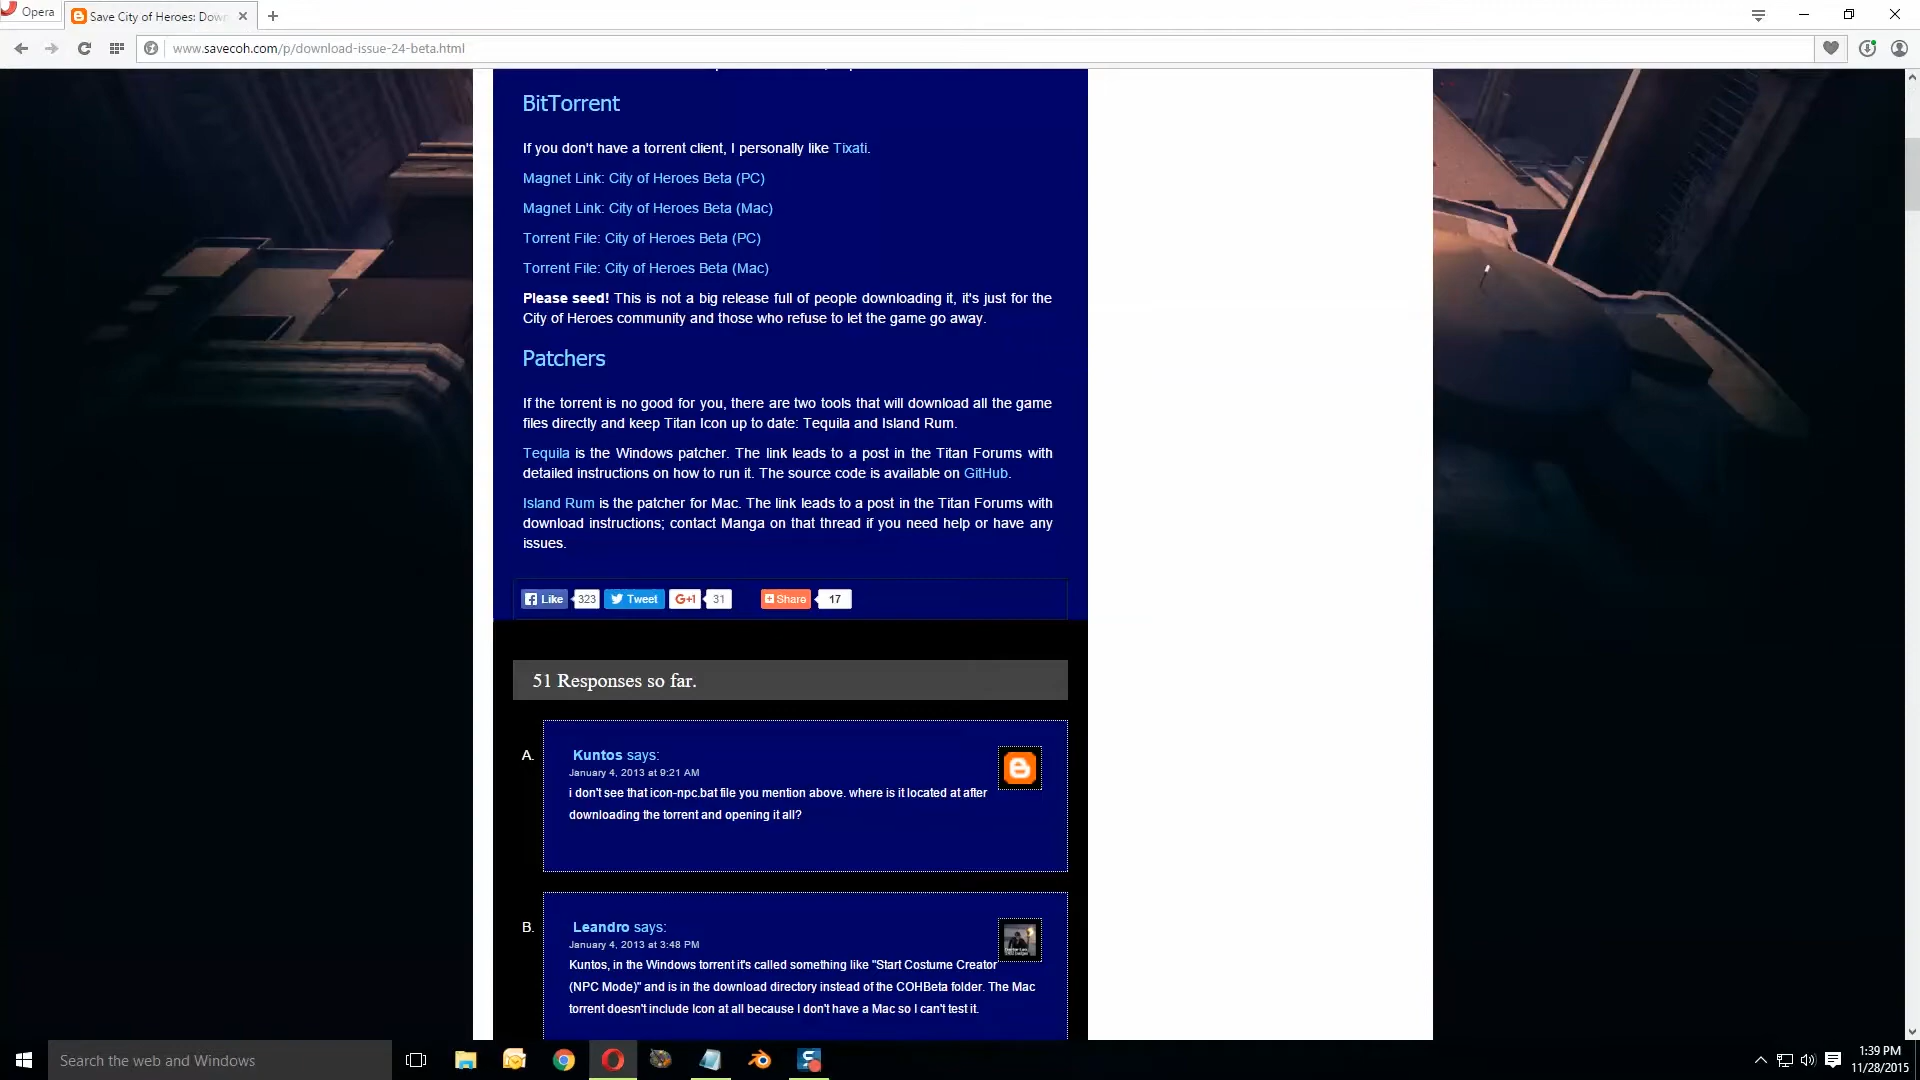 Opera
Save City of Heroes: Down
www.savecoh.com/p/download-issue-24-beta.html
BitTorrent
If you don't have a torrent client, I personally like Tixati.
Magnet Link: City of Heroes Beta (PC)
Magnet Link: City of Heroes Beta (Mac)
Torrent File: City of Heroes Beta (PC)
Torrent File: City of Heroes Beta (Mac)
Please seed! This is not a big release full of people downloading it, it's just for the
City of Heroes community and those who refuse to let the game go away.
Patchers
If the torrent is no good for you, there are two tools that will download all the game
files directly and keep Titan Icon up to date: Tequila and Island Rum.
Tequila is the Windows patcher. The link leads to a post in the Titan Forums with
detailed instructions on how to run it. The source code is available on GitHub.
Island Rum is the patcher for Mac. The link leads to a post in the Titan Forums with
download instructions; contact Manga on that thread if you need help or have any
issues.
Like 323 Tweet G+1 31 Share 17
51 Responses so far.
A. Kuntos says:
January 4, 2013 at 9:21 AM
i don't see that icon-npc.bat file you mention above. where is it located at after
downloading the torrent and opening it all?
B. Leandro says:
January 4, 2013 at 3:48 PM
Kuntos, in the Windows torrent it's called something like "Start Costume Creator
(NPC Mode)" and is in the download directory instead of the COHBeta folder. The Mac
torrent doesn't include Icon at all because I don't have a Mac so I can't test it.
Search the web and Windows
1:39 PM
11/28/2015